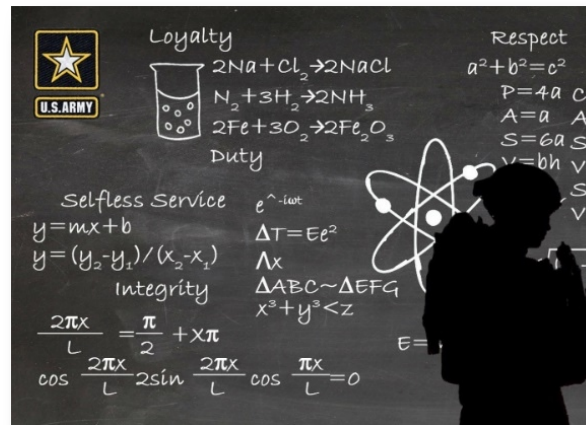 Loyalty
2Na+Cl₂→2NaCl
N₂+3H₂→2NH₃
2Fe+3O₂→2Fe₂O₃
Duty
U.S.ARMY
Respect
a²+b²=c²
P=4a C
A=a A
S=6a S
V=bh V
S
V
Selfless Service
y=mx+b
y=(y₂-y₁)/(x₂-x₁)
Integrity
e^-iωt
ΔT=Ee²
Λx
ΔABC~ΔEFG
x³+y³<z
2πx/L = π/2 +xπ
cos 2πx/L 2sin 2πx/L cos πx/L =0
E=